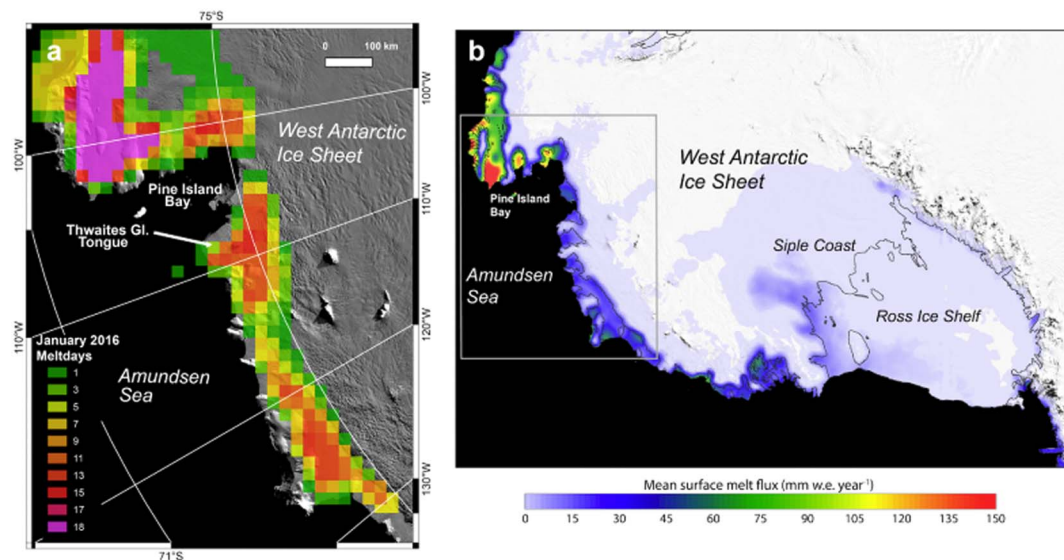 75°S
a
0 100 km
100°W
West Antarctic
Ice Sheet
100°W
Pine Island
Bay
110°W
Thwaites Gl.
Tongue
110°W
120°W
January 2016
Meltdays
1
3
5
7
9
11
13
15
17
18
Amundsen
Sea
130°W
71°S
b
West Antarctic
Ice Sheet
Pine Island
Bay
Siple Coast
Amundsen
Sea
Ross Ice Shelf
Mean surface melt flux (mm w.e. year⁻¹)
0 15 30 45 60 75 90 105 120 135 150